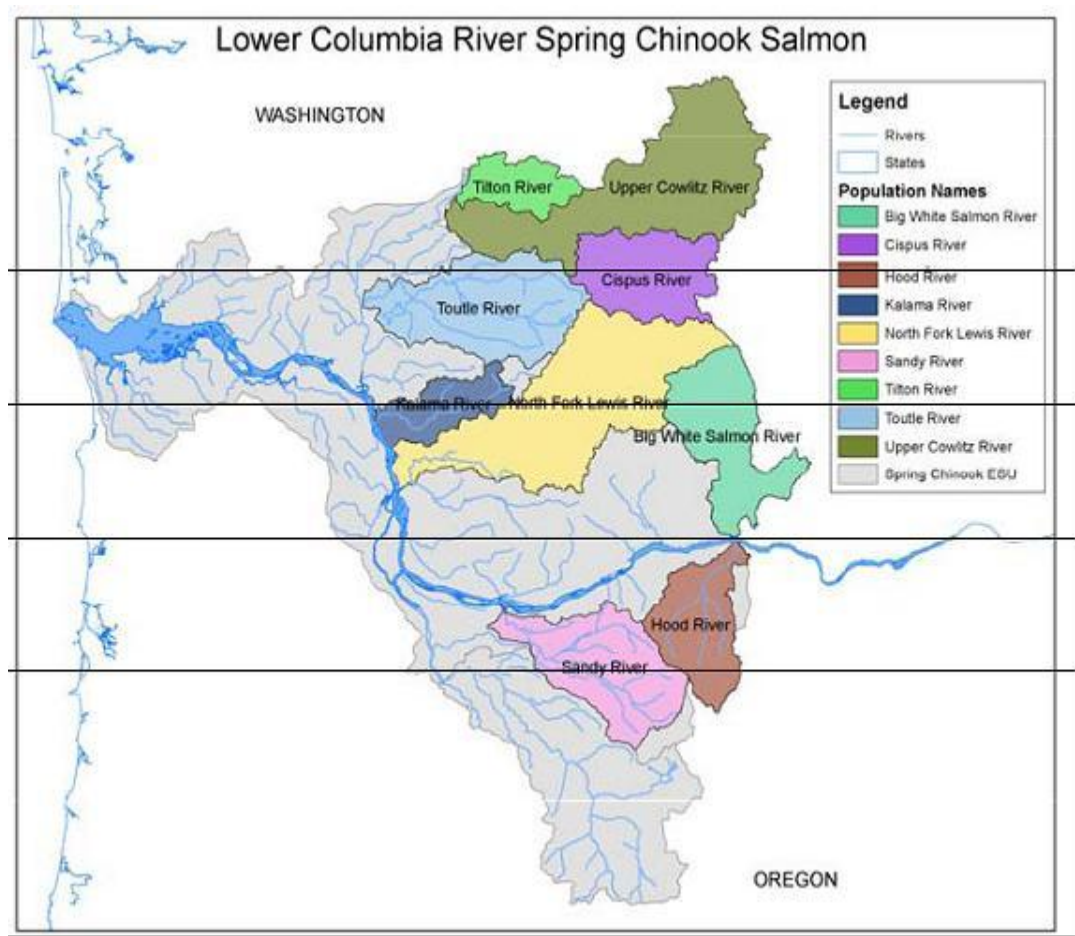 Lower Columbia River Spring Chinook Salmon
WASHINGTON
Legend
Rivers
States
Population Names
Big White Salmon River
Cispus River
Hood River
Kalama River
North Fork Lewis River
Sandy River
Tilton River
Toutle River
Upper Cowlitz River
Spring Chinook ESU
Tilton River
Upper Cowlitz River
Cispus River
Toutle River
Kalama River
North Fork Lewis River
Big White Salmon River
Hood River
Sandy River
OREGON